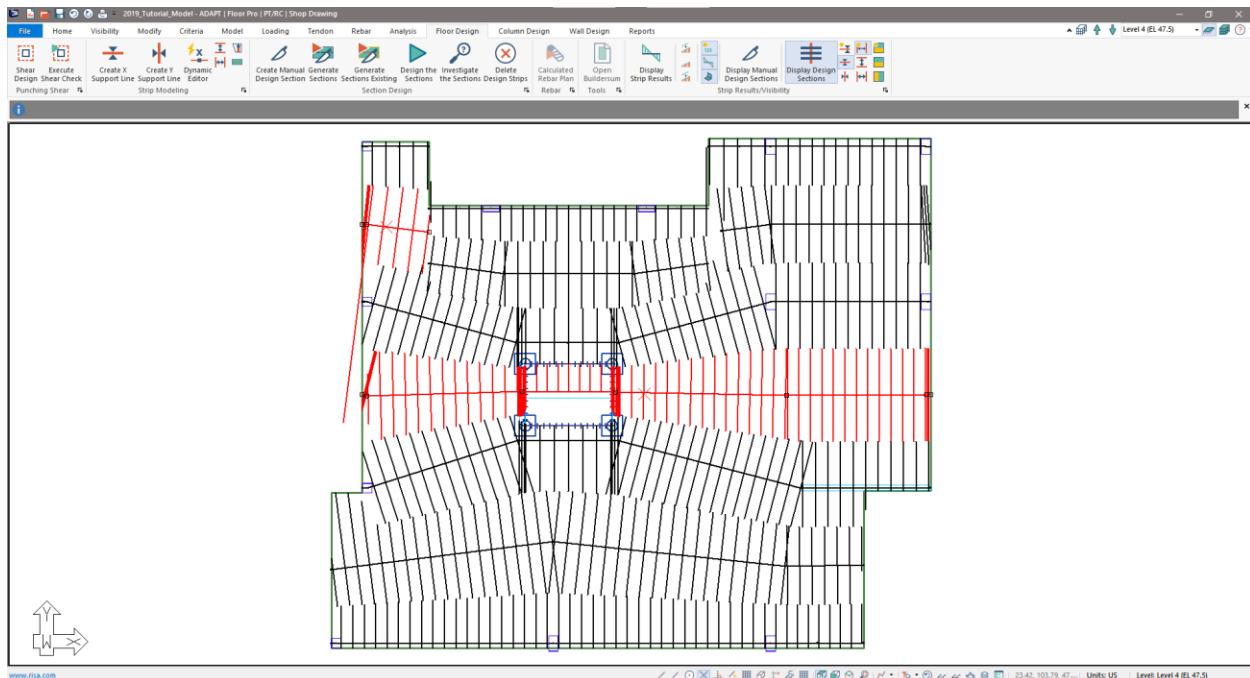 2019_Tutorial_Model - ADAPT | Floor Pro | PT/RC | Shop Drawing
File Home Visibility Modify Criteria Model Loading Tendon Rebar Analysis Floor Design Column Design Wall Design Reports
Level 4 (EL 47.5)
Shear Execute Create X Create Y Dynamic Create Manual Generate Generate Design the Investigate Delete Calculated Open Display Display Manual Display Design
Design Shear Check Support Line Support Line Editor Design Section Sections Sections Existing Sections the Sections Design Strips Rebar Plan Buildersum Strip Results Design Sections Sections
Punching Shear Strip Modeling Section Design Rebar Tools Strip Results/Visibility
Y
W X
www.risa.com 23.42, 103.79, 47.... Units: US Level: Level 4 (EL 47.5)